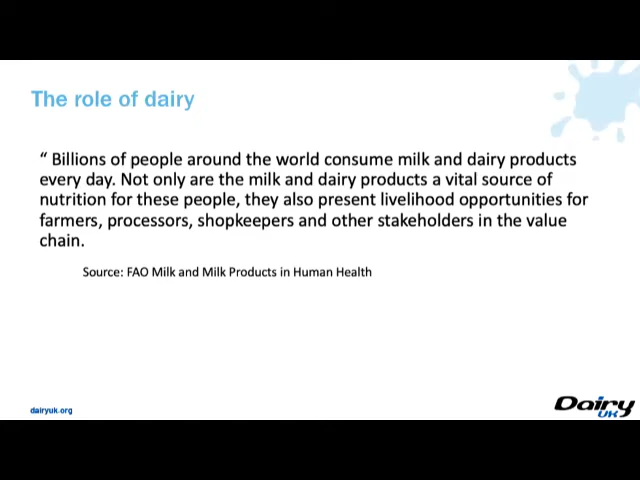 The role of dairy
“ Billions of people around the world consume milk and dairy products
every day. Not only are the milk and dairy products a vital source of
nutrition for these people, they also present livelihood opportunities for
farmers, processors, shopkeepers and other stakeholders in the value
chain.
Source: FAO Milk and Milk Products in Human Health
dairyuk.org
Dairy
UK